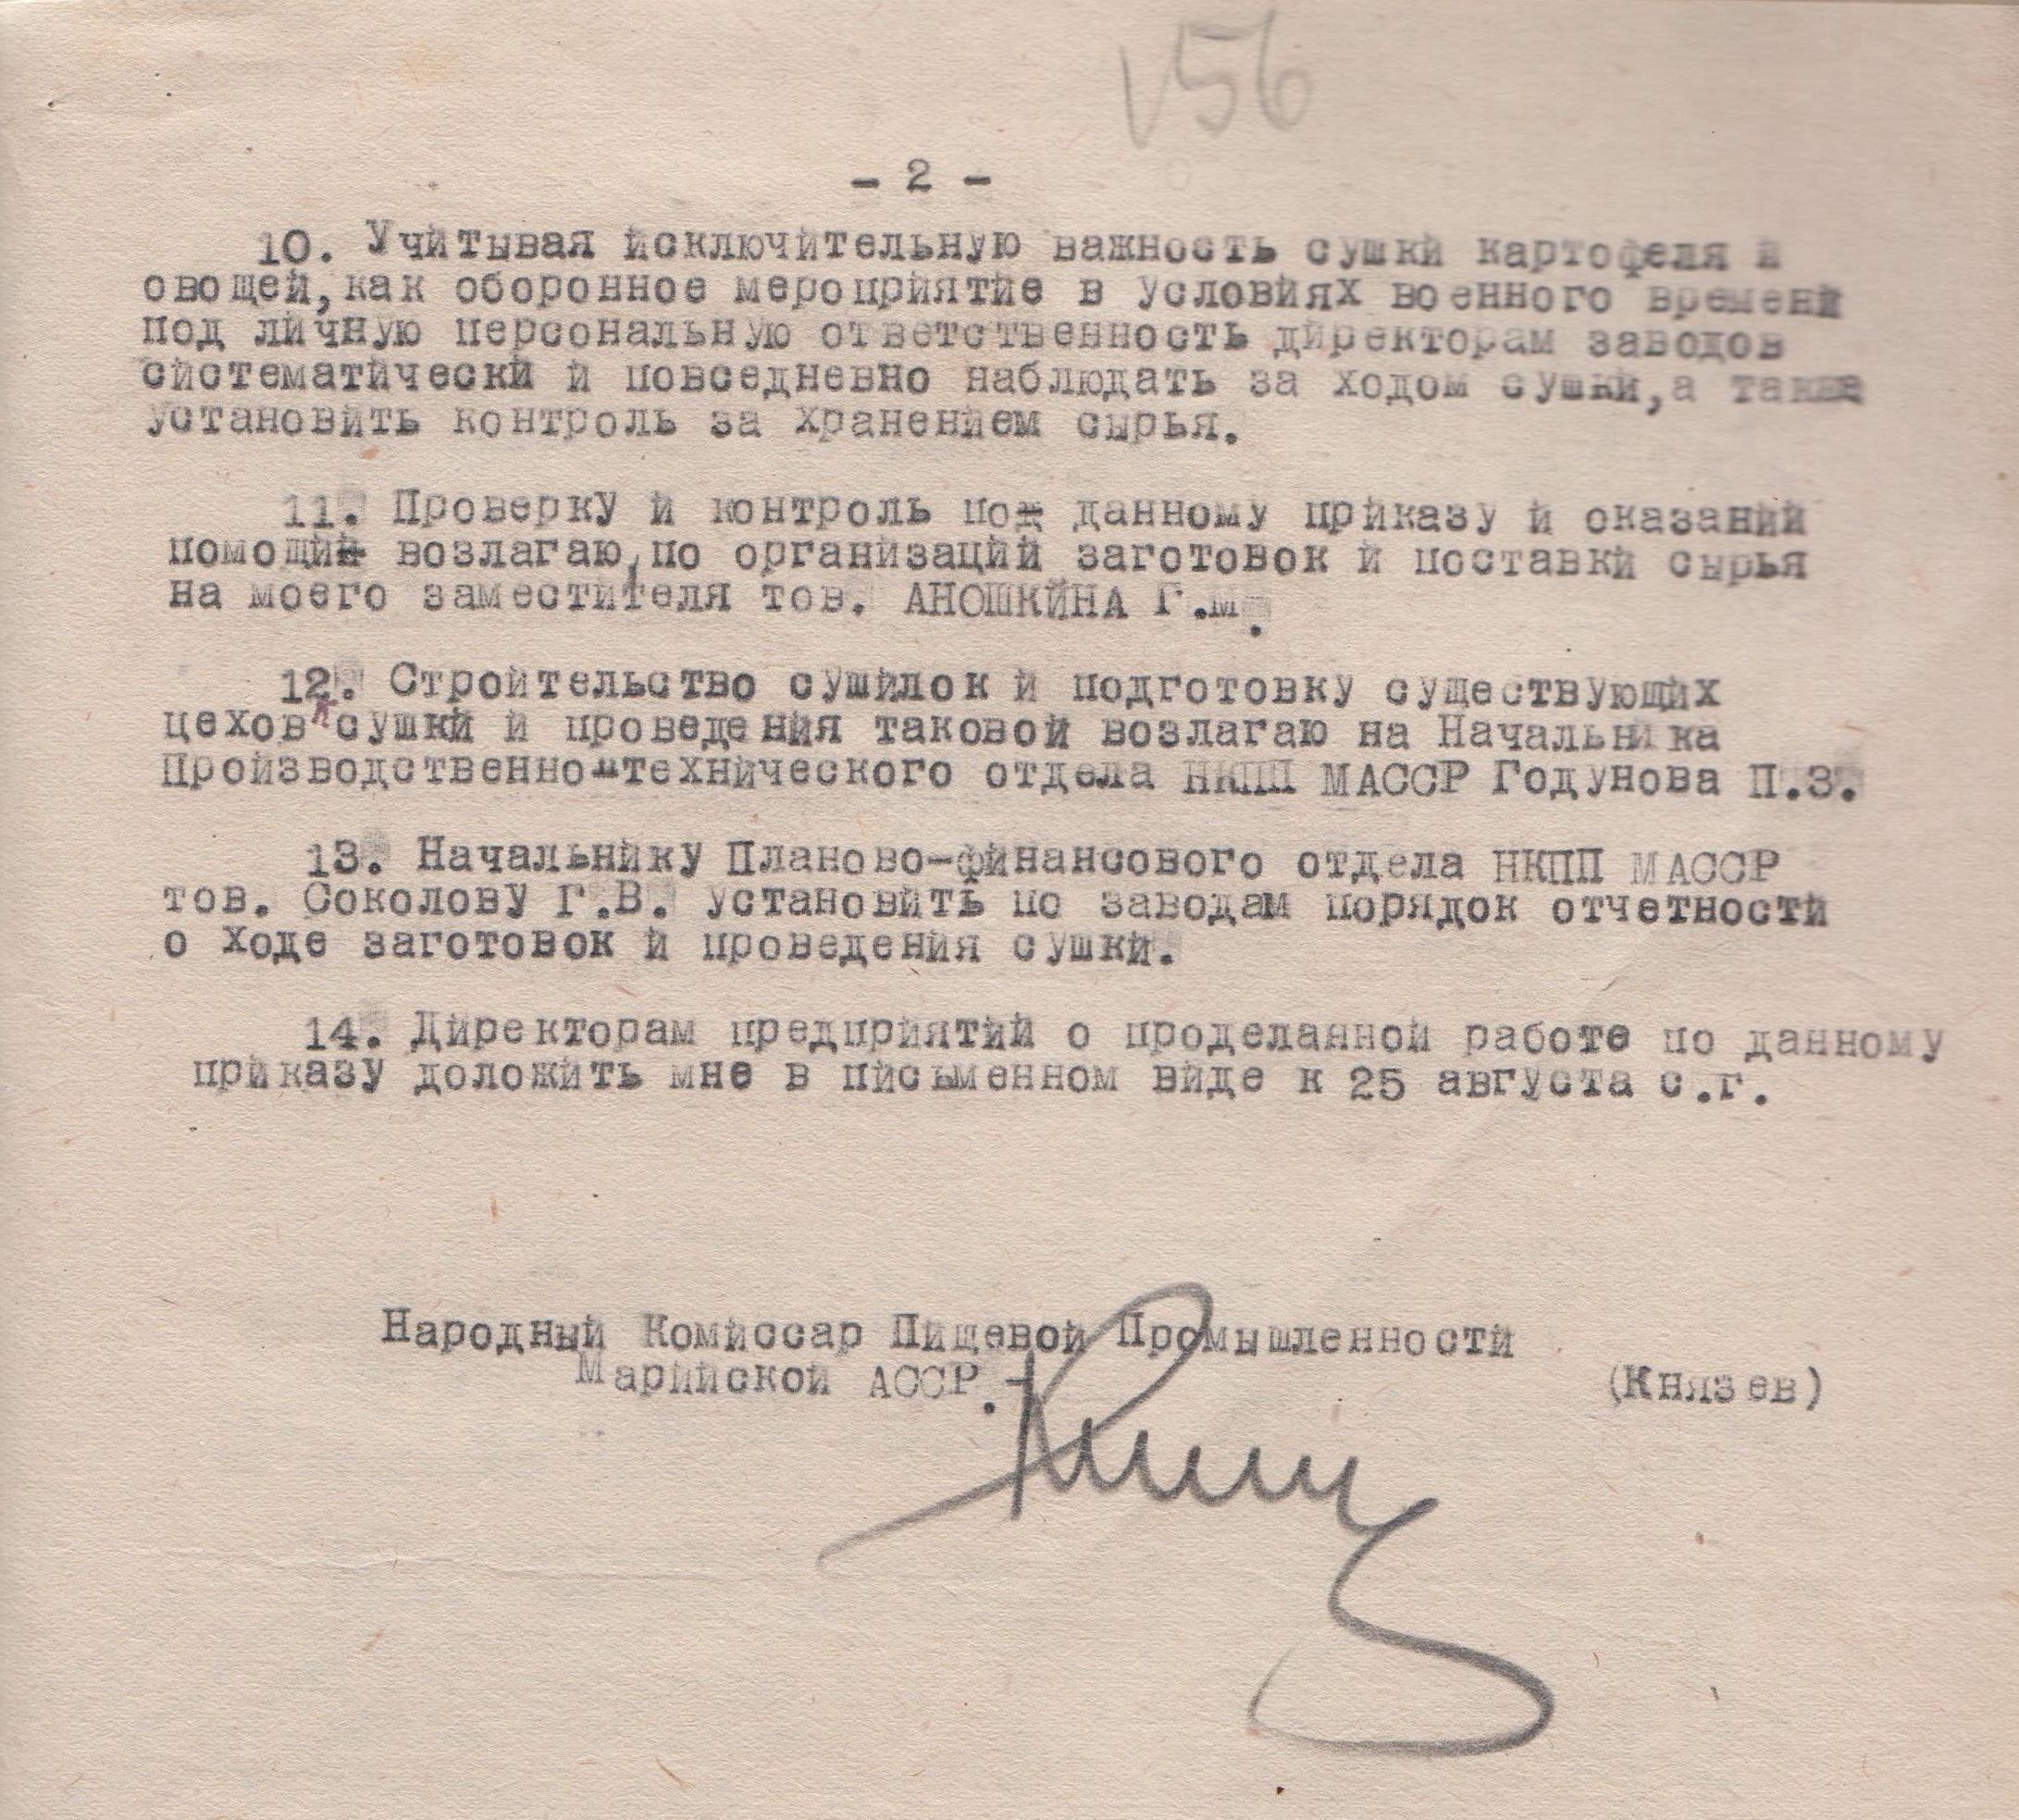 56
- 2 -
10. Учитывая исключительную важность сушки картофеля и
овощей, как оборонное мероприятие в условиях военного времени
под личную персональную ответственность директорам заводов
систематически и повседневно наблюдать за ходом сушки, а также
установить контроль за хранением сырья.
11. Проверку и контроль по данному приказу и оказании
помощи возлагаю, по организации заготовок и поставки сырья
на моего заместителя тов. АНОШКИНА Г.М.
12. Строительство сушилок и подготовку существующих
цехов к сушки и проведения таковой возлагаю на Начальника
Производственно-технического отдела НКПП МАССР Годунова П.З.
13. Начальнику Планово-финансового отдела НКПП МАССР
тов. Соколову Г.В. установить по заводам порядок отчетности
о ходе заготовок и проведения сушки.
14. Директорам предприятий о проделанной работе по данному
приказу доложить мне в письменном виде к 25 августа с.г.
Народный Комиссар Пищевой Промышленности
Марийской АССР.-
(Князев)